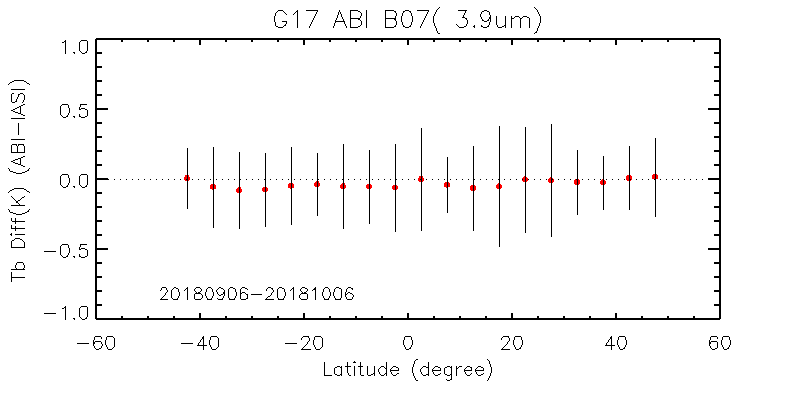 G17 ABI B07( 3.9um)
1.0
0.5
0.0
−0.5
−1.0
Tb Diff(K) (ABI−IASI)
20180906−20181006
−60 −40 −20 0 20 40 60
Latitude (degree)